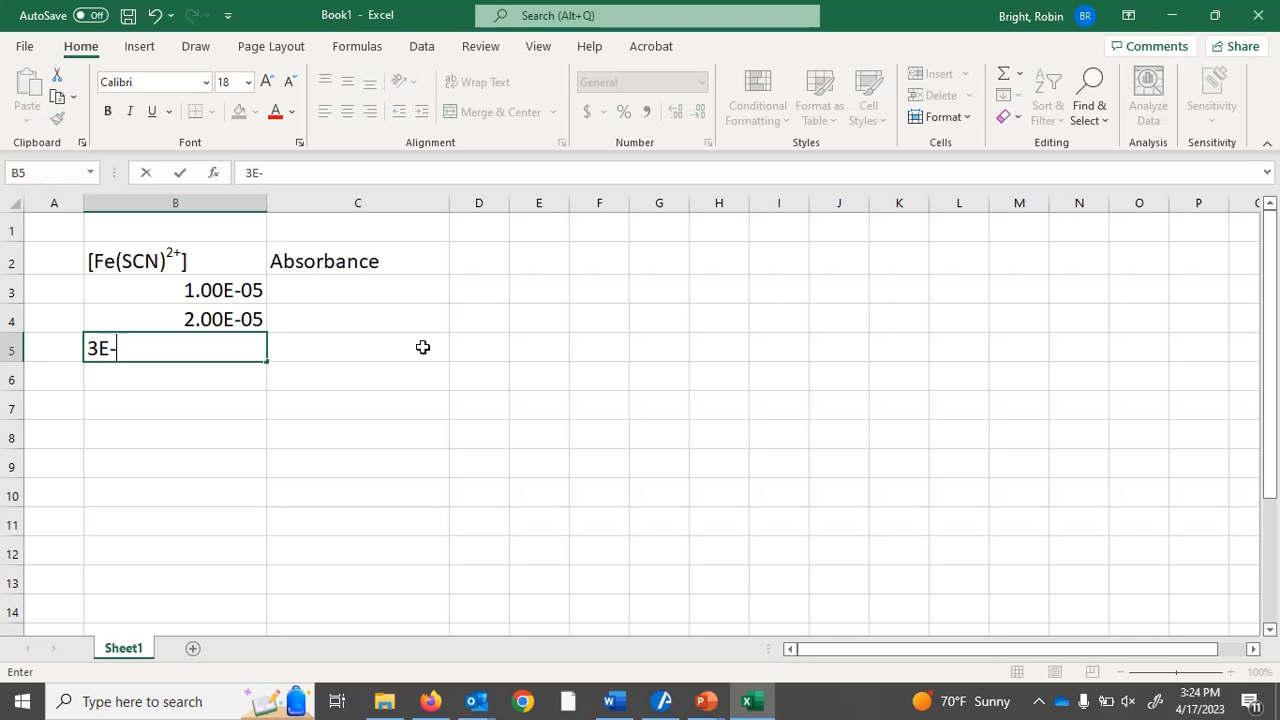 AutoSave Off Book1 - Excel Search (Alt+Q) Bright, Robin BR
File Home Insert Draw Page Layout Formulas Data Review View Help Acrobat Comments Share
Paste Calibri 18 Wrap Text General Conditional Formatting Format as Table Cell Styles Insert Sort & Filter Find & Select Analyze Data Sensitivity
B I U A Merge & Center $ % Delete
Format
Clipboard Font Alignment Number Styles Cells Editing Analysis Sensitivity
B5 fx 3E-
A B C D E F G H I J K L M N O P
1
2 [Fe(SCN)²⁺] Absorbance
3 1.00E-05
4 2.00E-05
5 3E-
6
7
8
9
10
11
12
13
14
Sheet1
Enter 100%
Type here to search 70°F Sunny 3:24 PM
4/17/2023 11